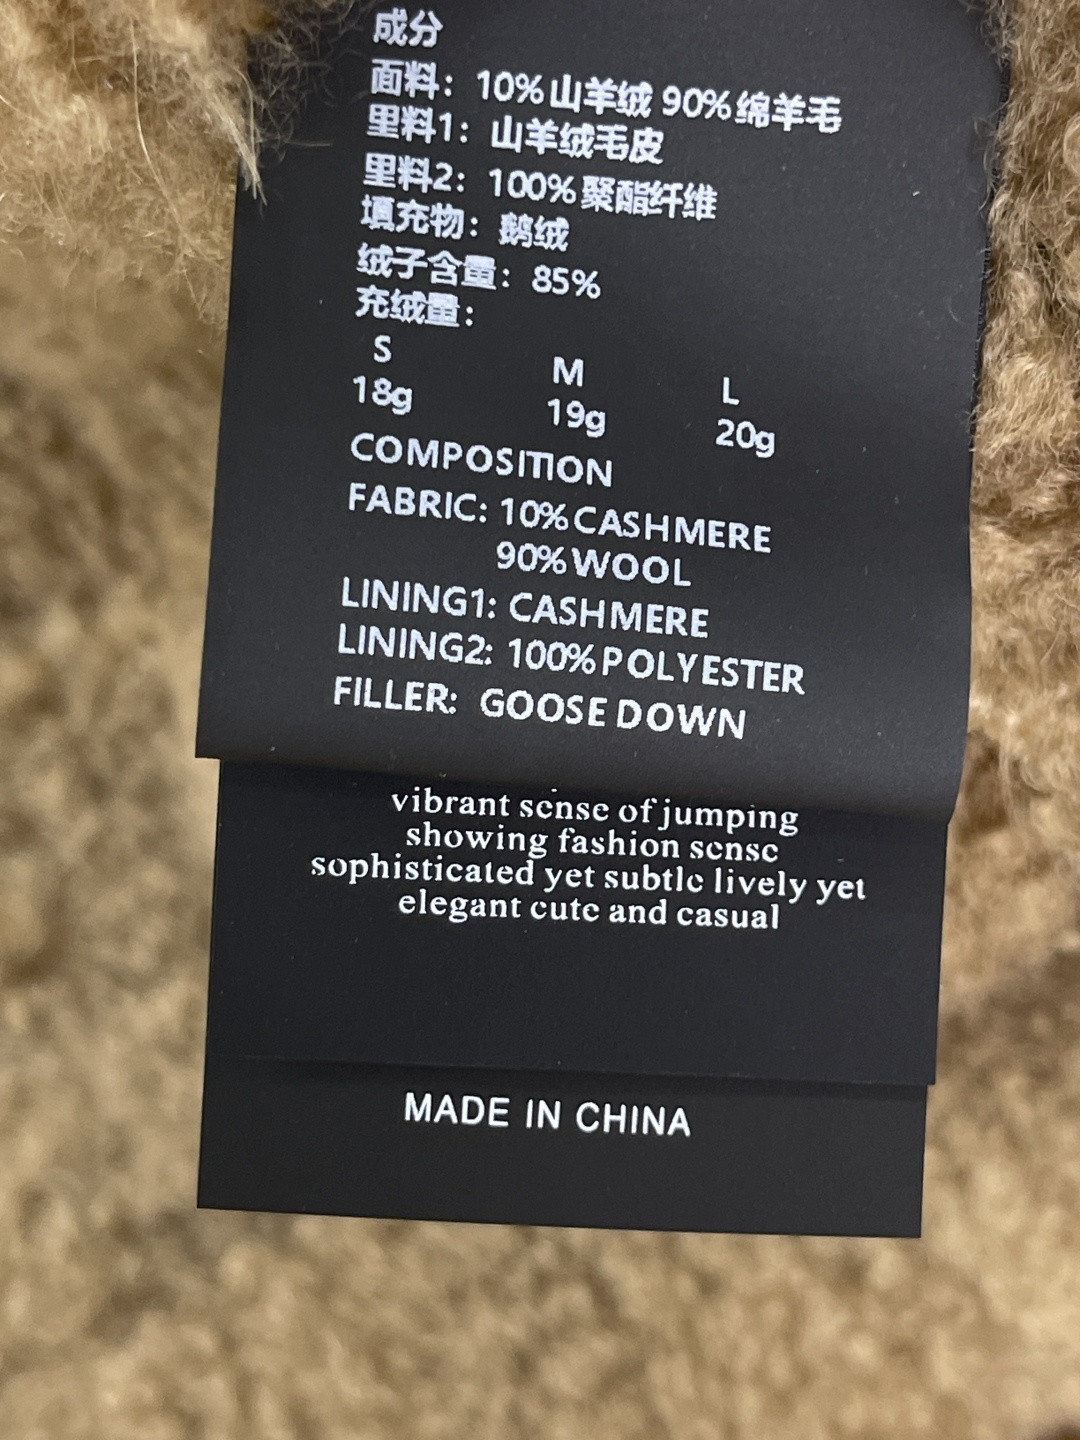 成分
面料：10%山羊绒 90%绵羊毛
里料1：山羊绒毛皮
里料2：100%聚酯纤维
填充物：鹅绒
绒子含量：85%
充绒量：
S M L
18g 19g 20g
COMPOSITION
FABRIC: 10%CASHMERE
90%WOOL
LINING1: CASHMERE
LINING2: 100%POLYESTER
FILLER: GOOSE DOWN
vibrant sense of jumping
showing fashion sense
sophisticated yet subtle lively yet
elegant cute and casual
MADE IN CHINA